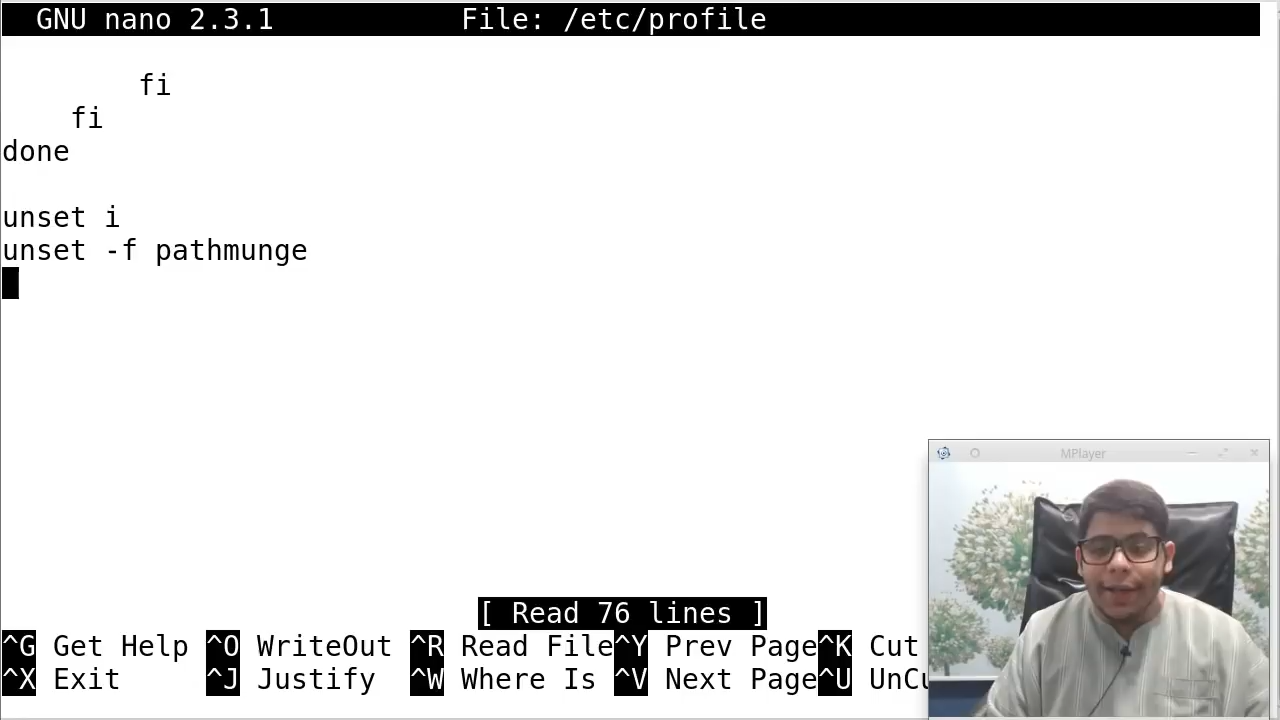 GNU nano 2.3.1 File: /etc/profile
fi
fi
done
unset i
unset -f pathmunge
[ Read 76 lines ]
^G Get Help ^O WriteOut ^R Read File ^Y Prev Page ^K Cut
^X Exit ^J Justify ^W Where Is ^V Next Page ^U
MPlayer